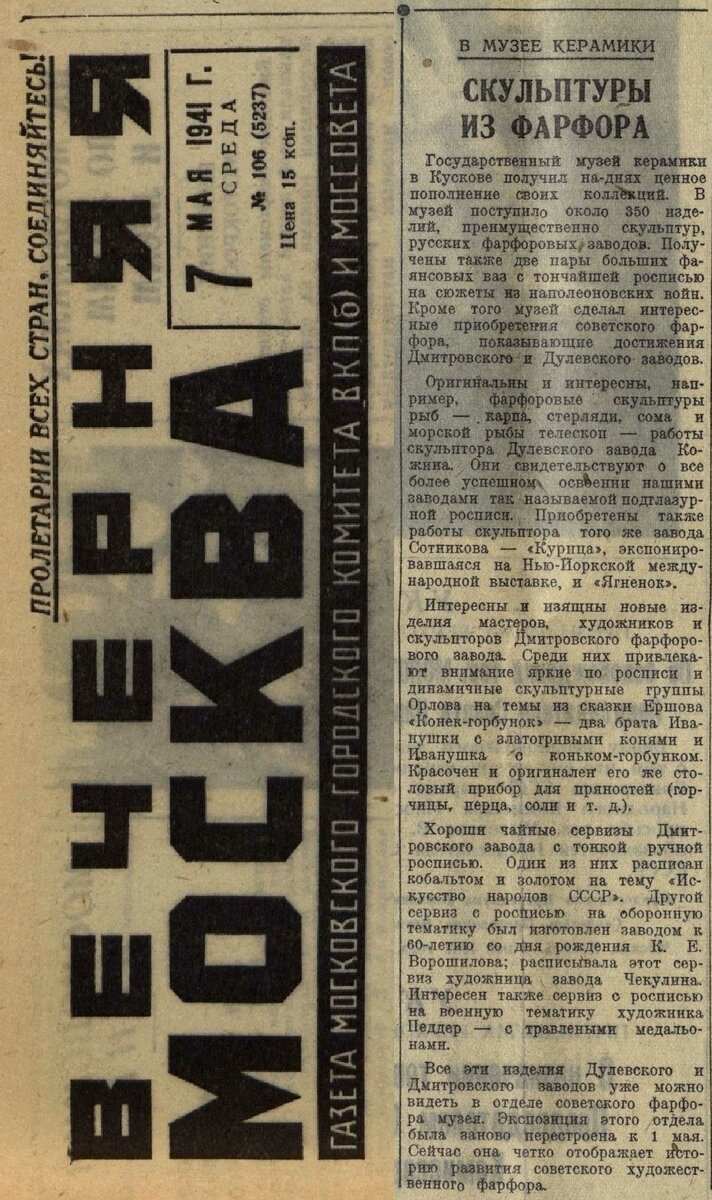 ПРОЛЕТАРИИ ВСЕХ СТРАН, СОЕДИНЯЙТЕСЬ!
ВЕЧЕРНЯЯ
МОСКВА
7 МАЯ 1941 Г.
СРЕДА
№ 106 (5237)
Цена 15 коп.
ГАЗЕТА МОСКОВСКОГО ГОРОДСКОГО КОМИТЕТА ВКП(б) И МОССОВЕТА
В МУЗЕЕ КЕРАМИКИ
СКУЛЬПТУРЫ
ИЗ ФАРФОРА
Государственный музей керамики
в Кускове получил на-днях ценное
пополнение своих коллекций. В
музей поступило около 350 изде-
лий, преимущественно скульптур,
русских фарфоровых заводов. Полу-
чены также две пары больших фа-
янсовых ваз с тончайшей росписью
на сюжеты из наполеоновских войн.
Кроме того музей сделал интерес-
ные приобретения советского фар-
фора, показывающие достижения
Дмитровского и Дулевского заводов.
Оригинальны и интересны, нап-
ример, фарфоровые скульптуры
рыб — карпа, стерляди, сома и
морской рыбы телескоп — работы
скульптора Дулевского завода Ко-
жина. Они свидетельствуют о все
более успешном освоении нашими
заводами так называемой подглазур-
ной росписи. Приобретены также
работы скульптора того же завода
Сотникова — «Курица», экспониро-
вавшаяся на Нью-Йоркской между-
народной выставке, и «Ягненок».
Интересны и изящны новые из-
делия мастеров, художников и
скульпторов Дмитровского фарфоро-
вого завода. Среди них привлека-
ют внимание яркие по росписи и
динамичные скульптурные группы
Орлова на темы из сказки Ершова
«Конек-горбунок» — два брата Ива-
нушки с златогривыми конями и
Иванушка с коньком-горбунком.
Красочен и оригинален его же сто-
ловый прибор для пряностей (гор-
чицы, перца, соли и т. д.).
Хороши чайные сервизы Дмит-
ровского завода с тонкой ручной
росписью. Один из них расписан
кобальтом и золотом на тему «Ис-
кусство народов СССР». Другой
сервиз с росписью на оборонную
тематику был изготовлен заводом к
60-летию со дня рождения К. Е.
Ворошилова; расписывала этот сер-
виз художница завода Чекулина.
Интересен также сервиз с росписью
на военную тематику художника
Педдер — с травлеными медальо-
нами.
Все эти изделия Дулевского и
Дмитровского заводов уже можно
видеть в отделе советского фарфо-
ра музея. Экспозиция этого отдела
была заново перестроена к 1 мая.
Сейчас она четко отображает исто-
рию развития советского художест-
венного фарфора.